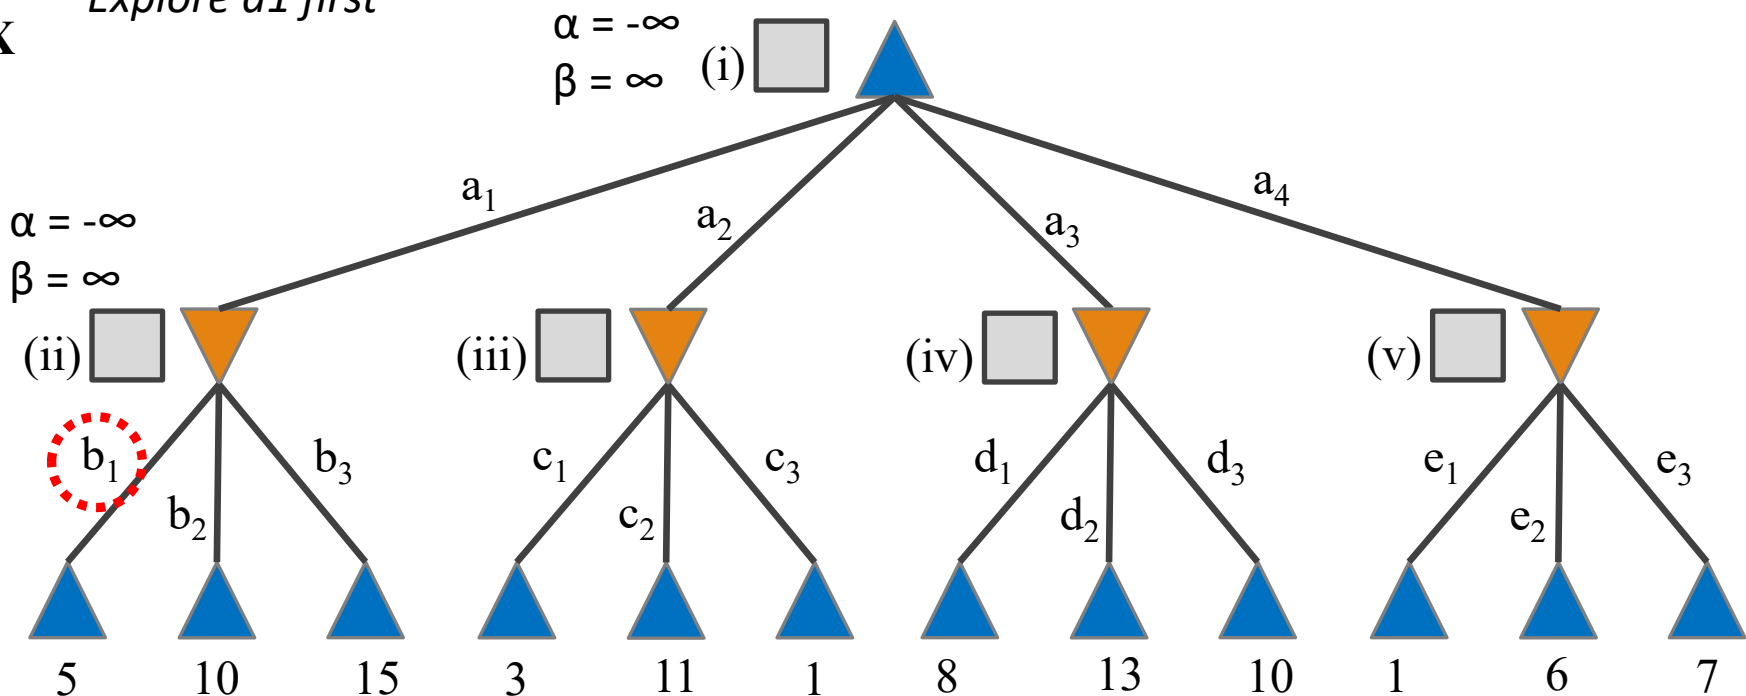 Explore a1 first
X
α = -∞
β = ∞
(i)
a1
a2
a3
a4
α = -∞
β = ∞
(ii)
(iii)
(iv)
(v)
b1
b2
b3
c1
c2
c3
d1
d2
d3
e1
e2
e3
5 10 15 3 11 1 8 13 10 1 6 7